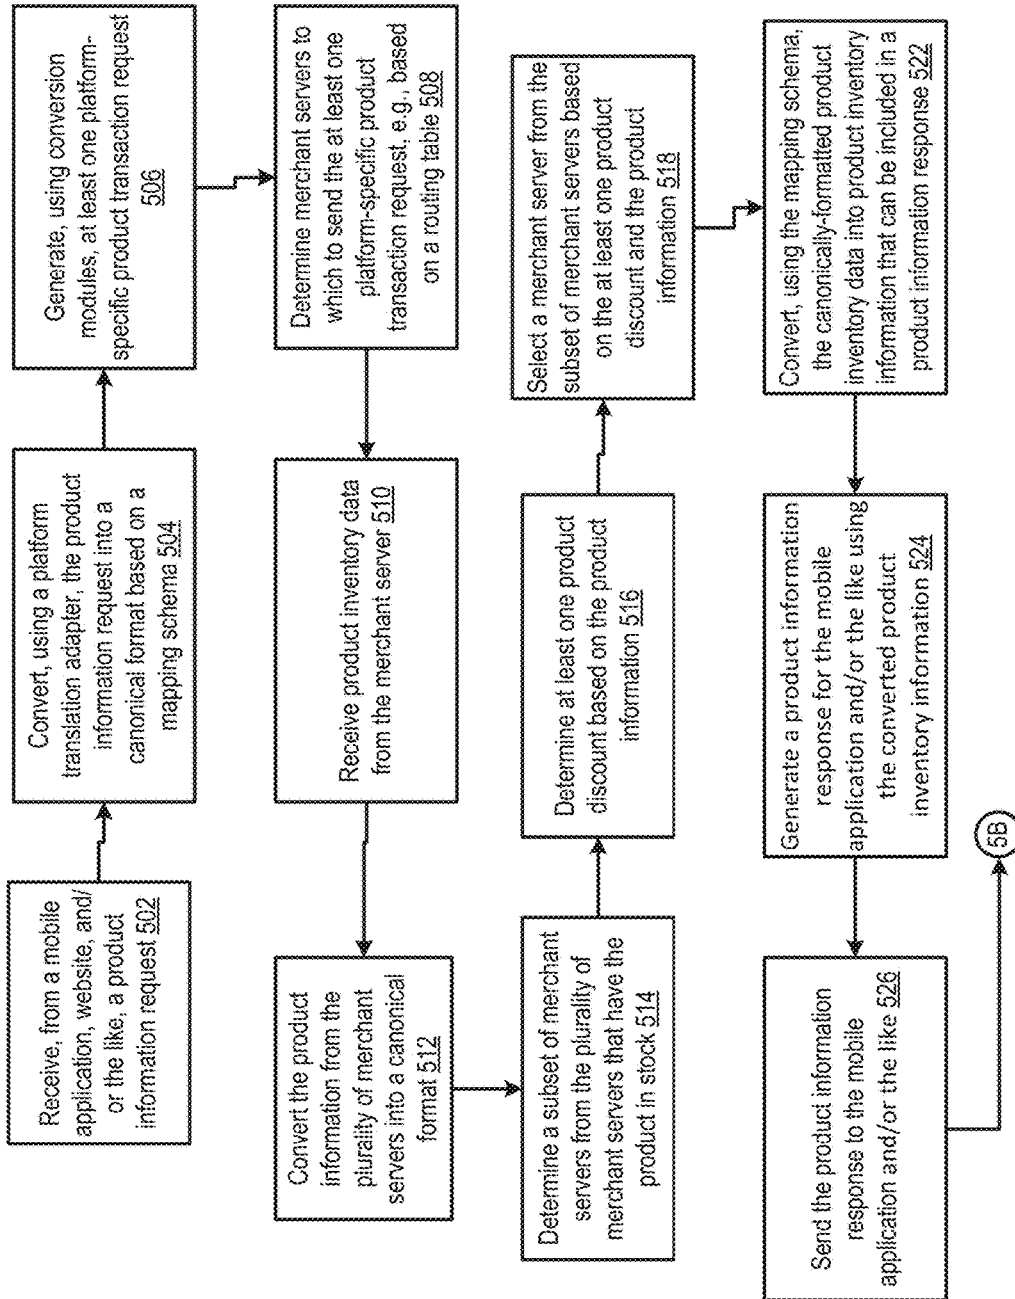 Receive, from a mobile
application, website, and/
or the like, a product
information request 502
Convert, using a platform
translation adapter, the product
information request into a
canonical format based on a
mapping schema 504
Generate, using conversion
modules, at least one platform-
specific product transaction request
506
Determine merchant servers to
which to send the at least one
platform-specific product
transaction request, e.g., based
on a routing table 508
Receive product inventory data
from the merchant server 510
Convert the product
information from the
plurality of merchant
servers into a canonical
format 512
Determine a subset of merchant
servers from the plurality of
merchant servers that have the
product in stock 514
Determine at least one product
discount based on the product
information 516
Select a merchant server from the
subset of merchant servers based
on the at least one product
discount and the product
information 518
Convert, using the mapping schema,
the canonically-formatted product
inventory data into product inventory
information that can be included in a
product information response 522
Generate a product information
response for the mobile
application and/or the like using
the converted product
inventory information 524
Send the product information
response to the mobile
application and/or the like 526
5B